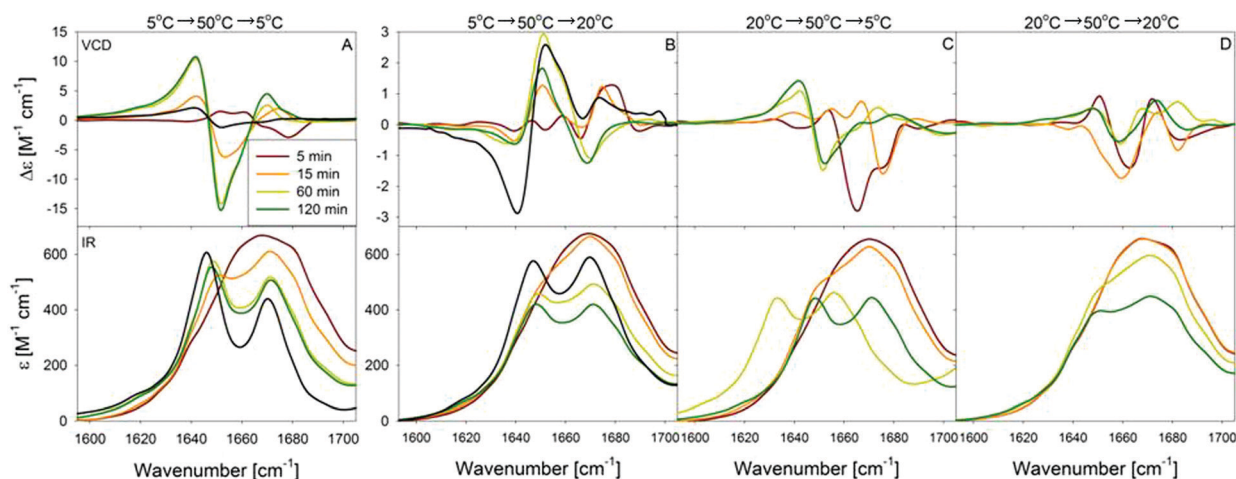 5°C→50°C→5°C 5°C→50°C→20°C 20°C→50°C→5°C 20°C→50°C→20°C
VCD A B C D
15
10
5
0
-5
-10
-15
Δε [M⁻¹ cm⁻¹]
5 min
15 min
60 min
120 min
3
2
1
0
-1
-2
-3
IR
600
400
200
0
ε [M⁻¹ cm⁻¹]
600
400
200
0
1600 1620 1640 1660 1680 1700 1600 1620 1640 1660 1680 1700 1600 1620 1640 1660 1680 1700 1600 1620 1640 1660 1680 1700
Wavenumber [cm⁻¹] Wavenumber [cm⁻¹] Wavenumber [cm⁻¹] Wavenumber [cm⁻¹]